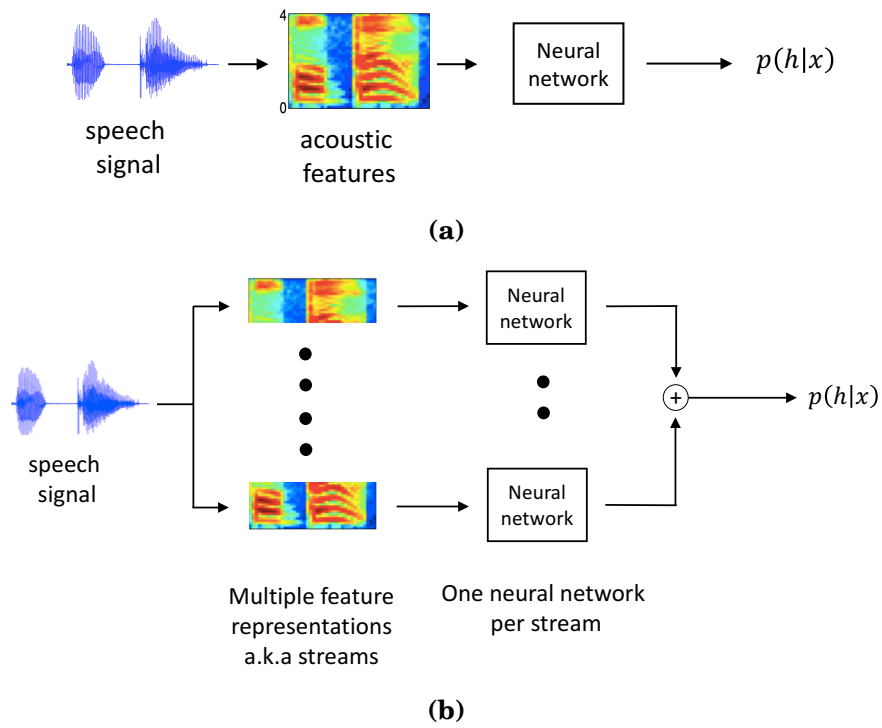 4
0
speech
signal
acoustic
features
Neural
network
p(h|x)
(a)
speech
signal
Neural
network
Neural
network
+
p(h|x)
Multiple feature
representations
a.k.a streams
One neural network
per stream
(b)